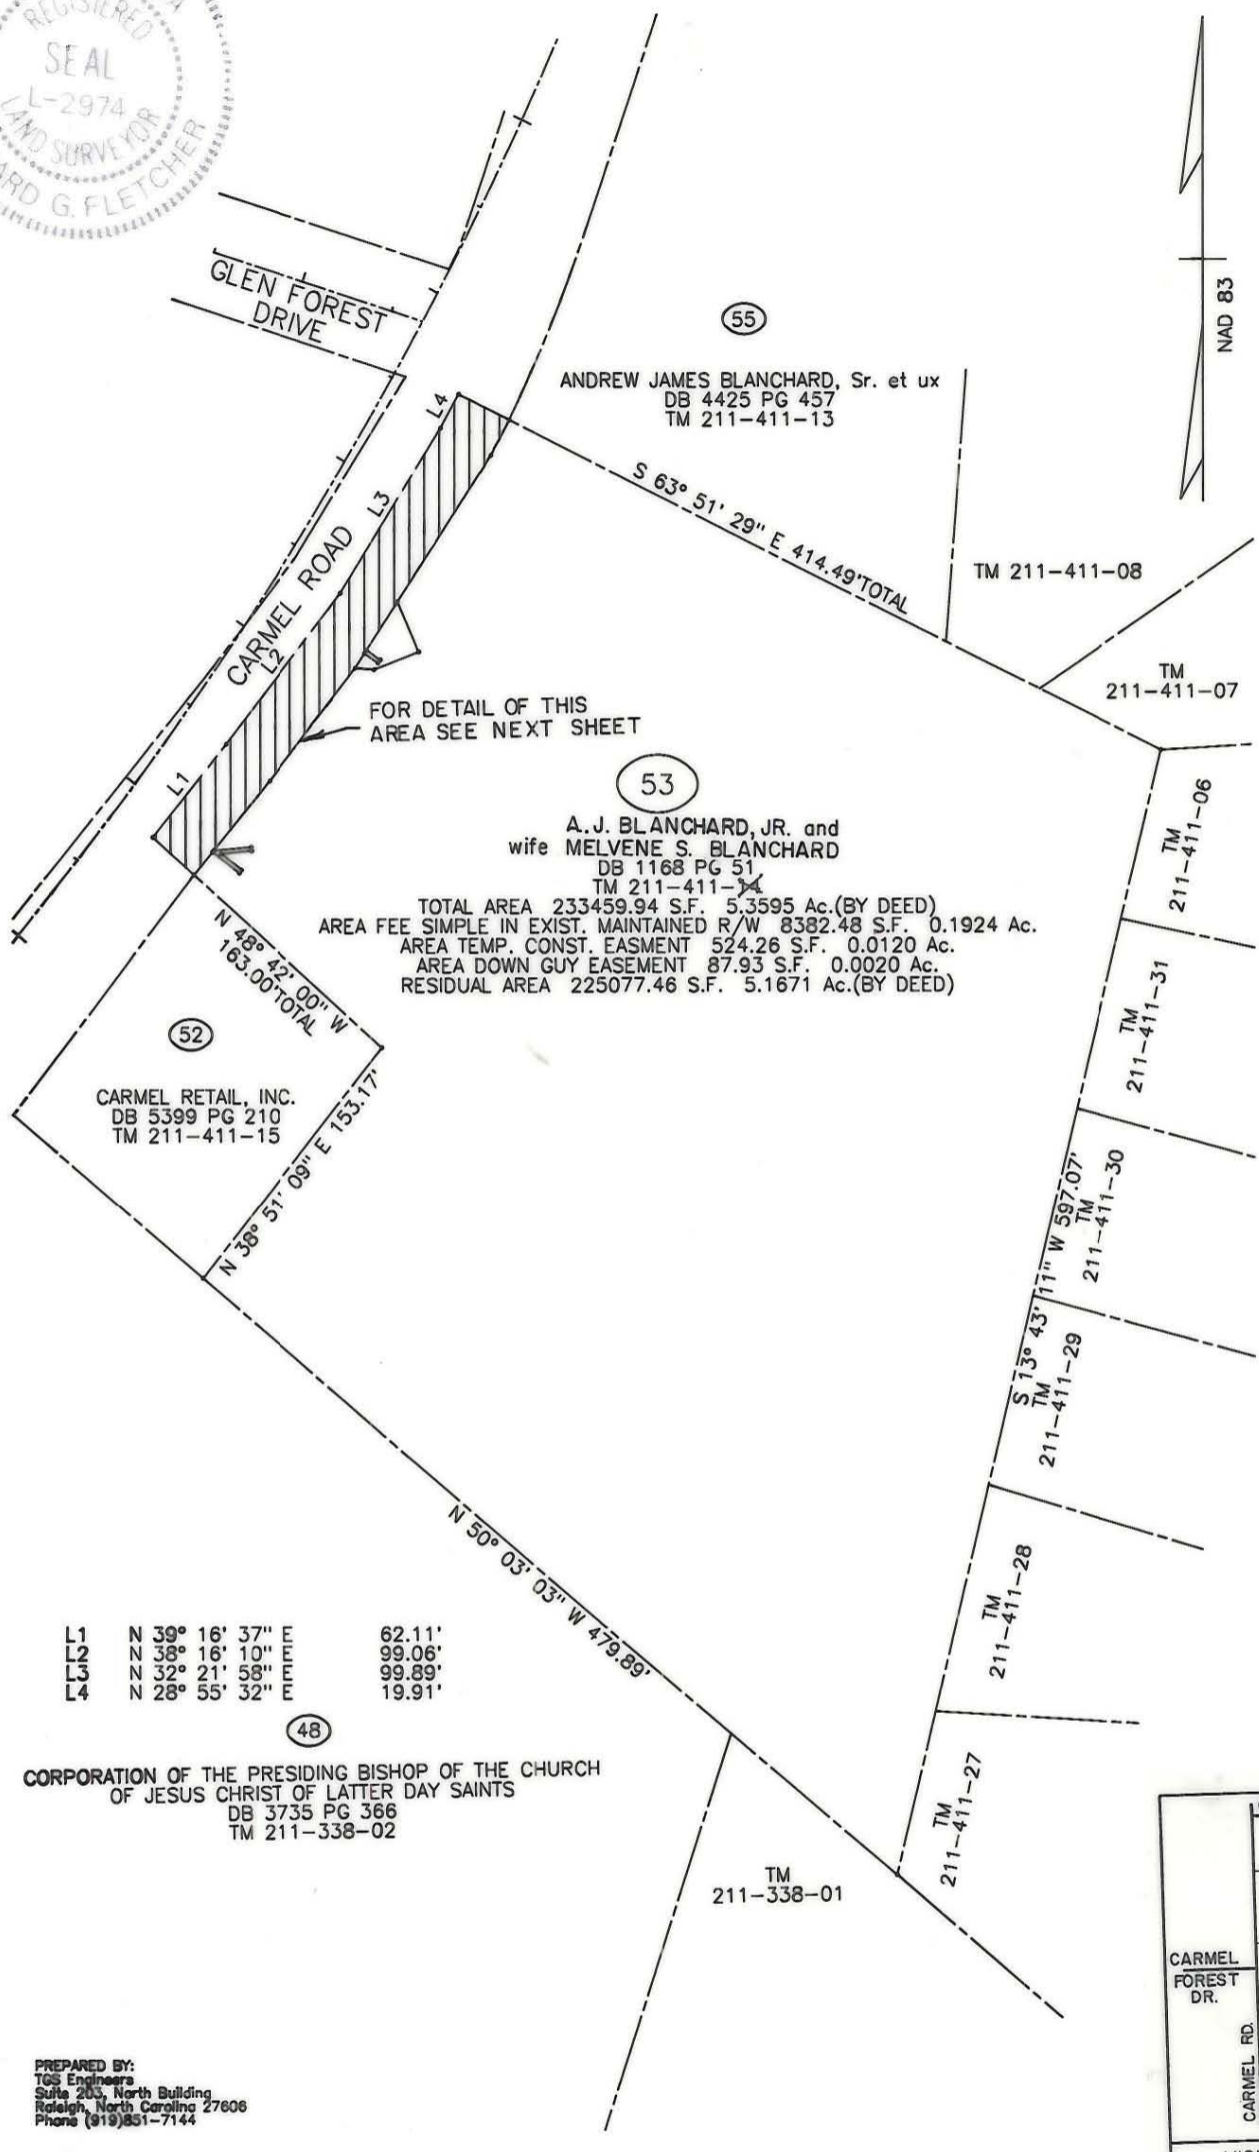 REGISTERED
SEAL
L-2974
LAND SURVEYOR
ARD G. FLETCHER
GLEN FOREST
DRIVE
NAD 83
55
ANDREW JAMES BLANCHARD, Sr. et ux
DB 4425 PG 457
TM 211-411-13
L4
S 63° 51' 29" E 414.49'TOTAL
L3
CARMEL ROAD
TM 211-411-08
L2
TM
211-411-07
FOR DETAIL OF THIS
AREA SEE NEXT SHEET
L1
53
A.J. BLANCHARD, JR. and
wife MELVENE S. BLANCHARD
DB 1168 PG 51
TM 211-411-14
TOTAL AREA 233459.94 S.F. 5.3595 Ac.(BY DEED)
AREA FEE SIMPLE IN EXIST. MAINTAINED R/W 8382.48 S.F. 0.1924 Ac.
AREA TEMP. CONST. EASMENT 524.26 S.F. 0.0120 Ac.
AREA DOWN GUY EASEMENT 87.93 S.F. 0.0020 Ac.
RESIDUAL AREA 225077.46 S.F. 5.1671 Ac.(BY DEED)
TM
211-411-06
N 48° 42' 00" W
163.00'TOTAL
TM
211-411-31
52
CARMEL RETAIL, INC.
DB 5399 PG 210
TM 211-411-15
N 38° 51' 09" E 153.17'
TM
211-411-30
S 13° 43' 11" W 597.07'
TM
211-411-29
N 50° 03' 03" W 479.89'
TM
211-411-28
L1 N 39° 16' 37" E 62.11'
L2 N 38° 16' 10" E 99.06'
L3 N 32° 21' 58" E 99.89'
L4 N 28° 55' 32" E 19.91'
48
CORPORATION OF THE PRESIDING BISHOP OF THE CHURCH
OF JESUS CHRIST OF LATTER DAY SAINTS
DB 3735 PG 366
TM 211-338-02
TM
211-411-27
TM
211-338-01
CARMEL
FOREST
DR.
CARMEL RD.
PREPARED BY:
TGS Engineers
Suite 203, North Building
Raleigh, North Carolina 27606
Phone (919)851-7144